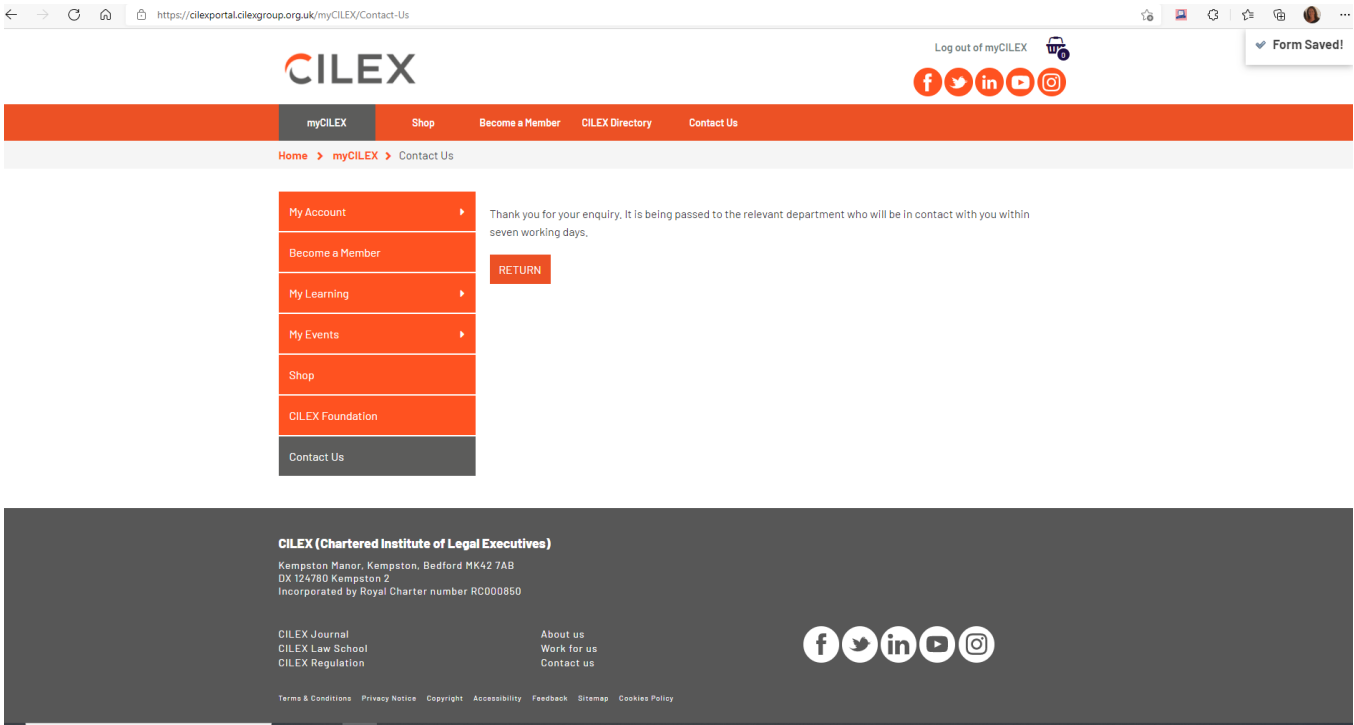 https://cilexportal.cilexgroup.org.uk/myCILEX/Contact-Us
Form Saved!
CILEX
Log out of myCILEX 0
myCILEX Shop Become a Member CILEX Directory Contact Us
Home > myCILEX > Contact Us
My Account
Become a Member
My Learning
My Events
Shop
CILEX Foundation
Contact Us
Thank you for your enquiry. It is being passed to the relevant department who will be in contact with you within
seven working days.
RETURN
CILEX (Chartered Institute of Legal Executives)
Kempston Manor, Kempston, Bedford MK42 7AB
DX 124780 Kempston 2
Incorporated by Royal Charter number RC000850
CILEX Journal
CILEX Law School
CILEX Regulation
About us
Work for us
Contact us
Terms & Conditions Privacy Notice Copyright Accessibility Feedback Sitemap Cookies Policy